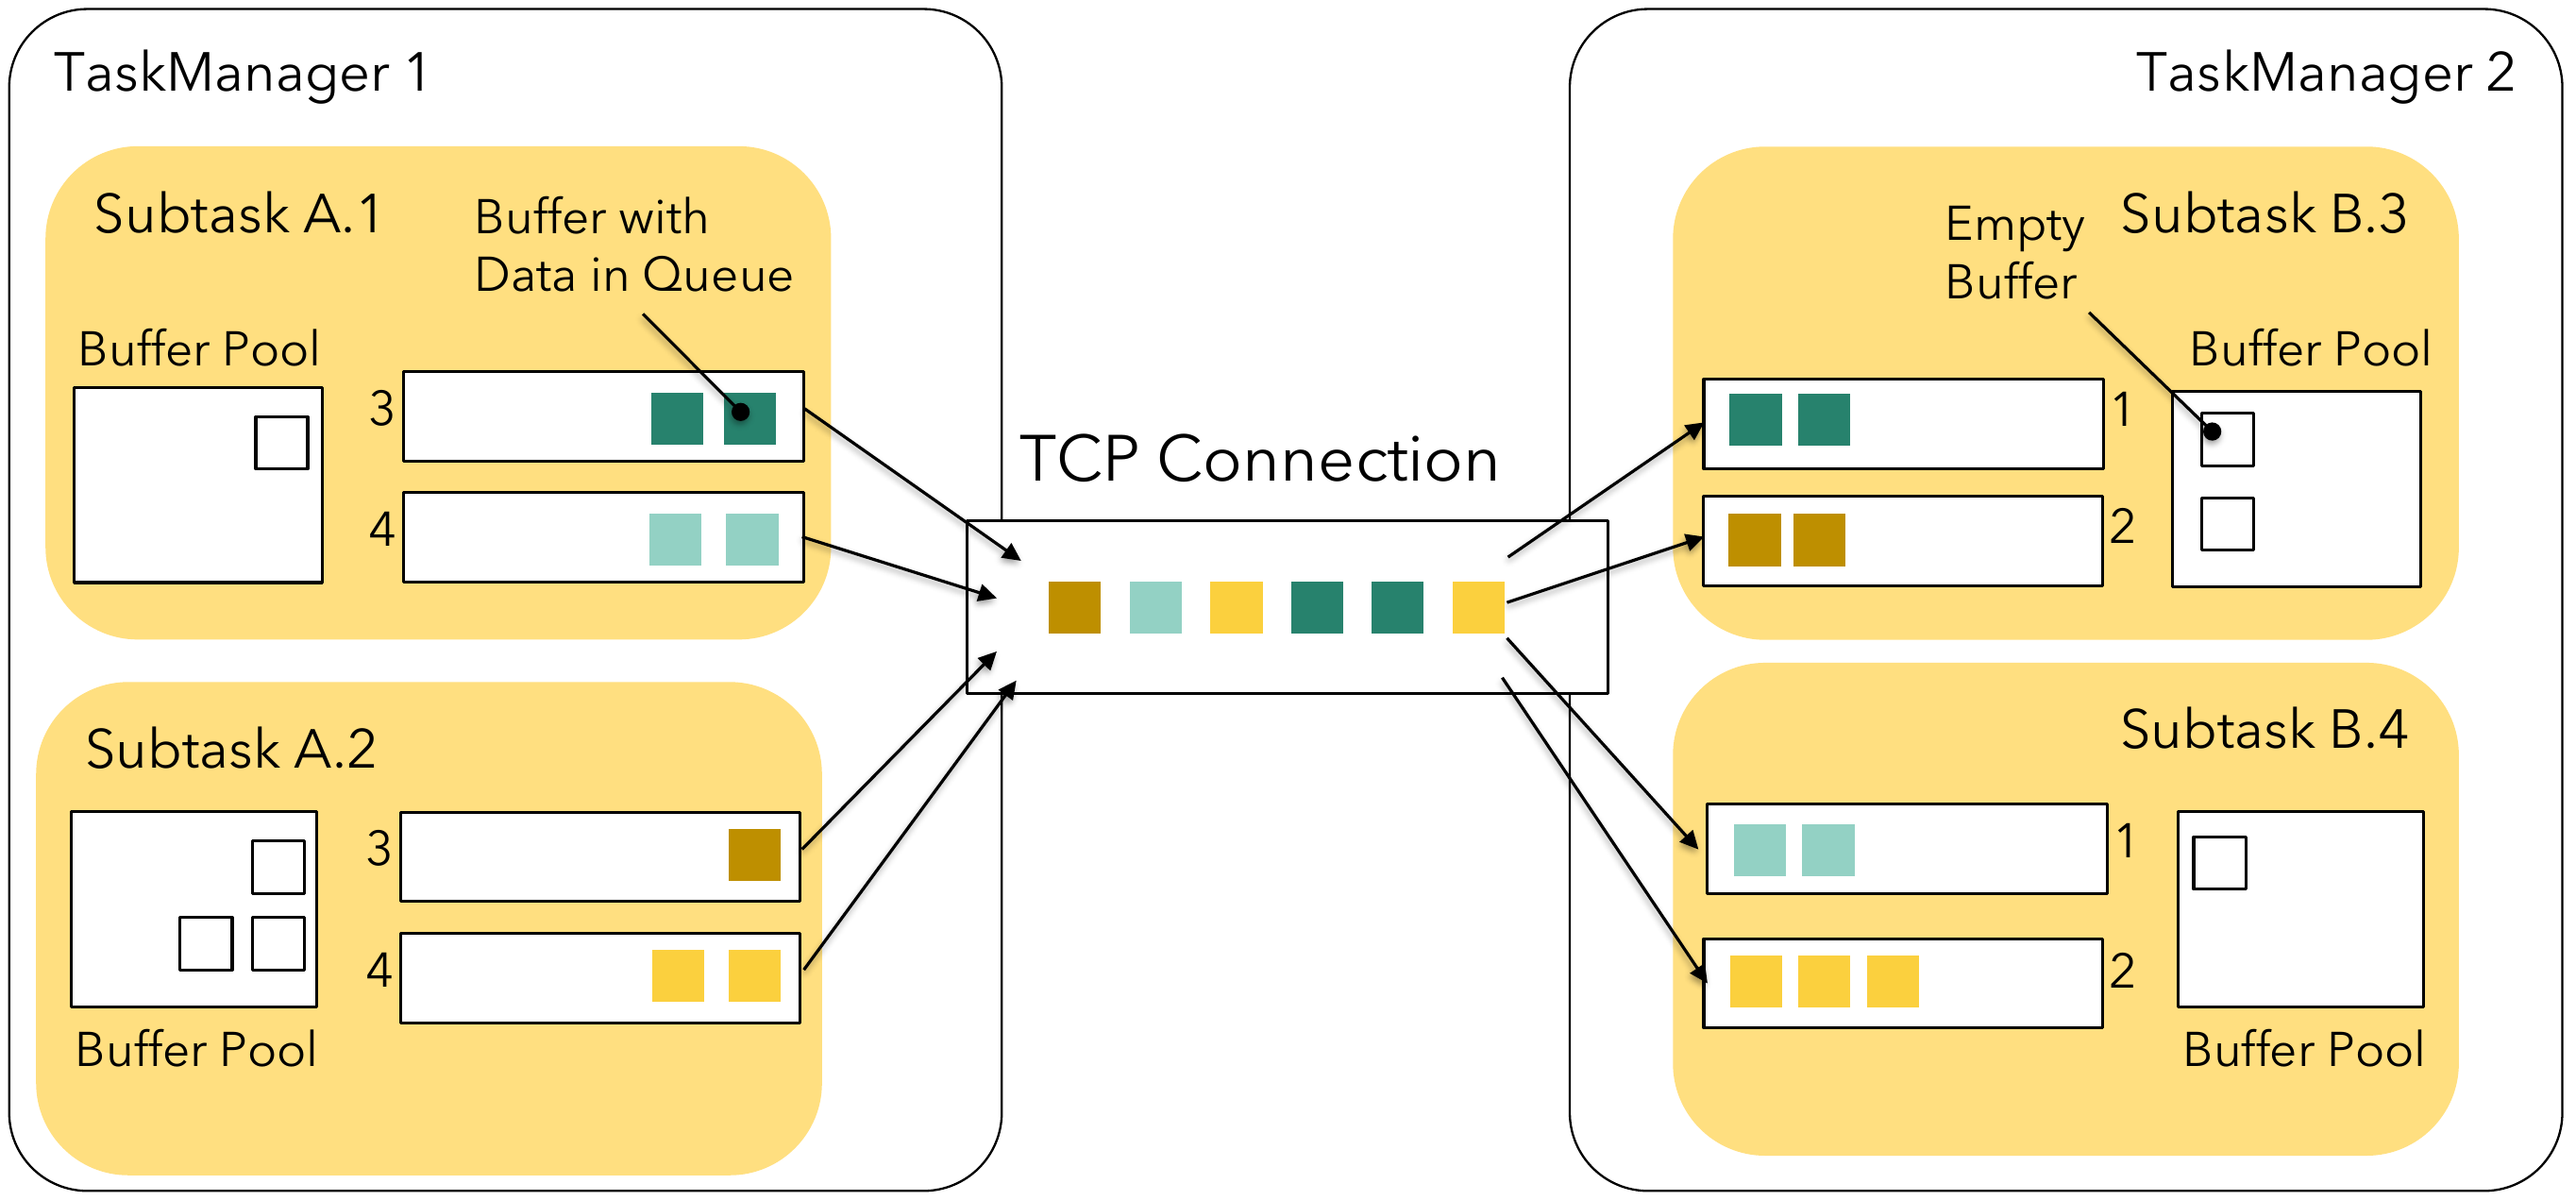 TaskManager 1
Subtask A.1
Buffer with
Data in Queue
Buffer Pool
3
4
Subtask A.2
3
4
Buffer Pool
TCP Connection
TaskManager 2
Empty
Buffer
Subtask B.3
Buffer Pool
1
2
Subtask B.4
1
2
Buffer Pool